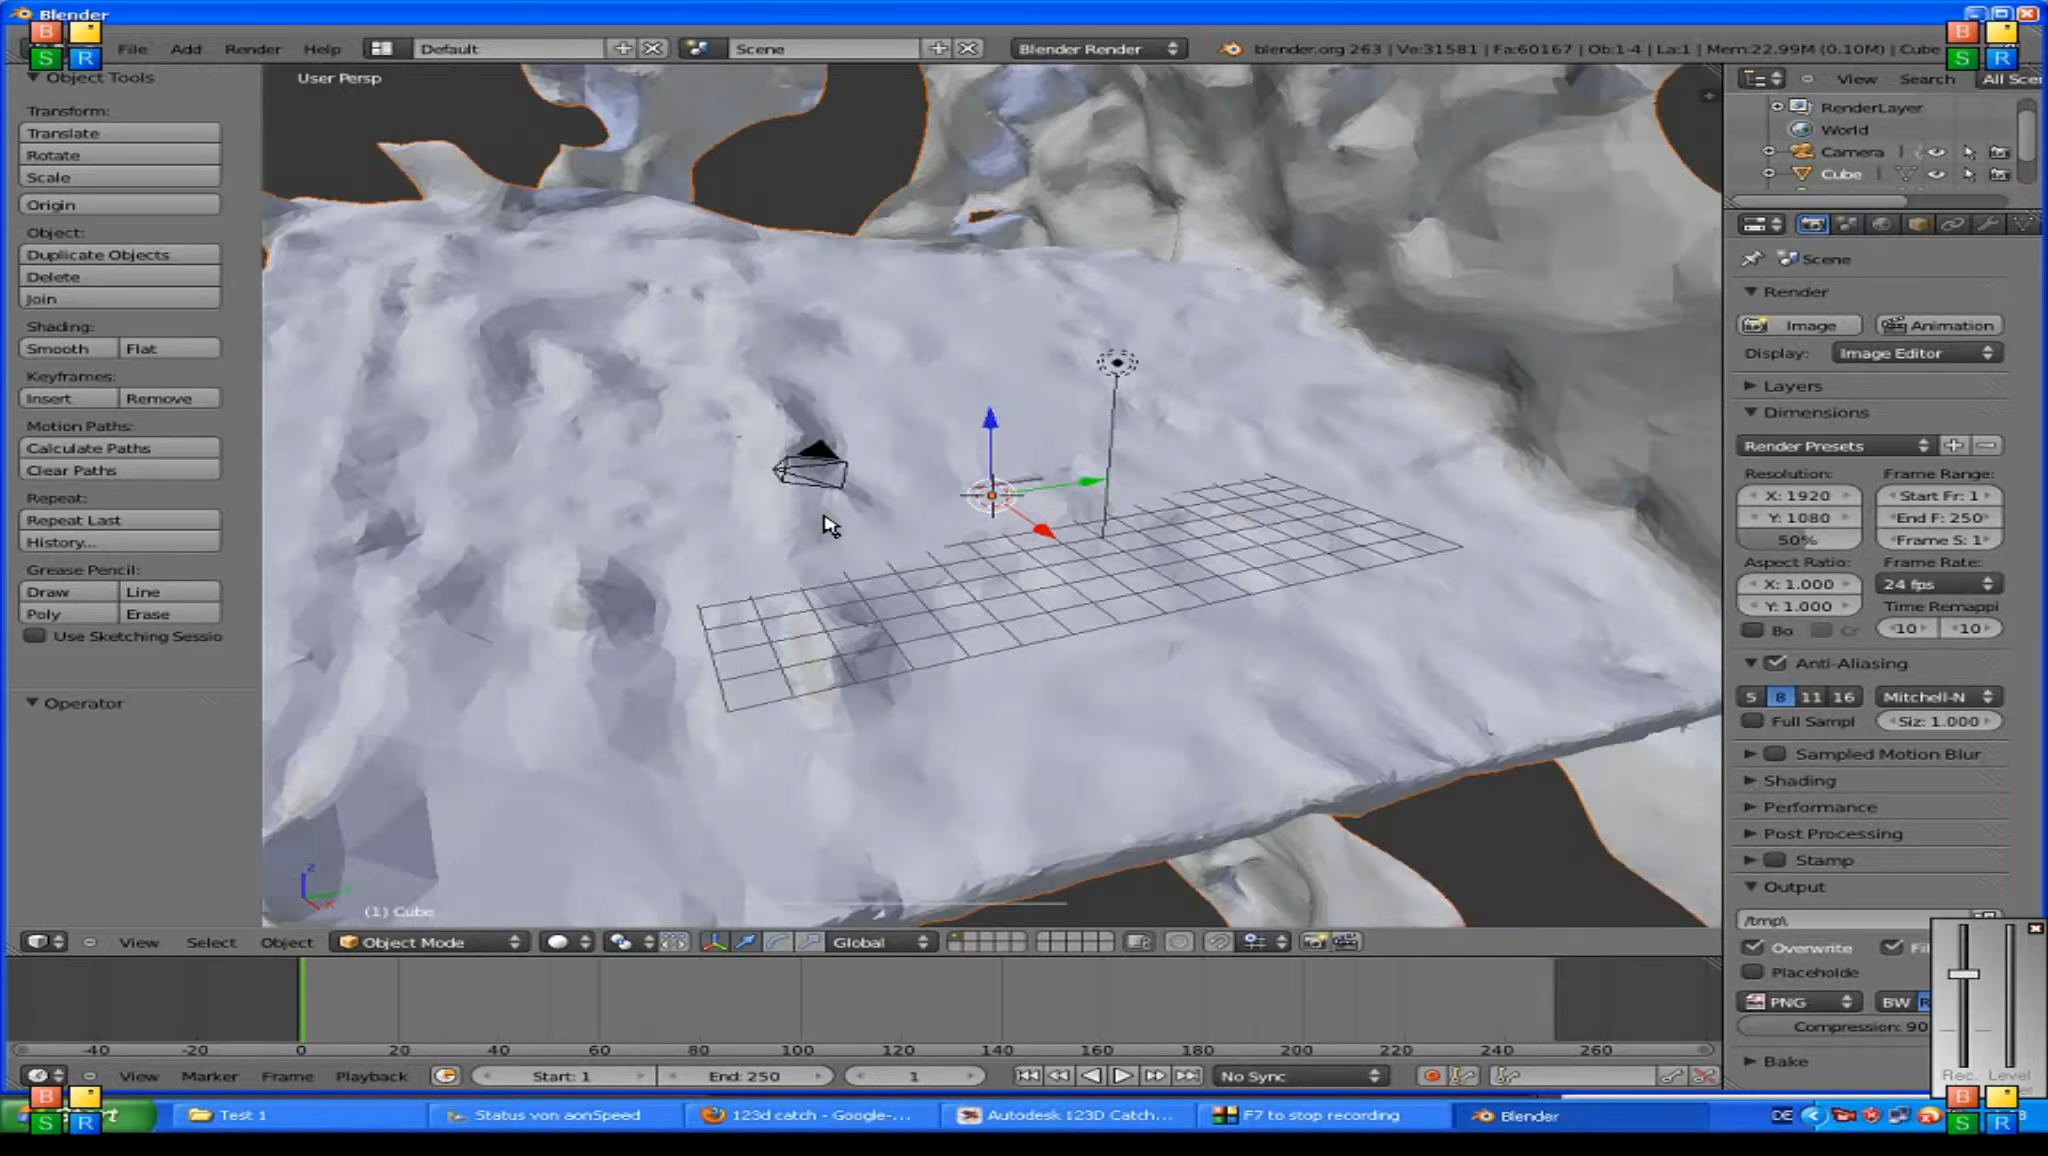 Blender
B
S R
B
S R
File Add Render Help Default Scene Blender Render blender.org 263 | Ve:31581 | Fa:60167 | Ob:1-4 | La:1 | Mem:22.99M (0.10M) | Cube
Object Tools
Transform:
Translate
Rotate
Scale
Origin
Object:
Duplicate Objects
Delete
Join
Shading:
Smooth Flat
Keyframes:
Insert Remove
Motion Paths:
Calculate Paths
Clear Paths
Repeat:
Repeat Last
History...
Grease Pencil:
Draw Line
Poly Erase
Use Sketching Sessio
Operator
User Persp
z
(1) Cube
View Search All Scer
RenderLayer
World
Camera
Cube
Scene
Render
Image Animation
Display: Image Editor
Layers
Dimensions
Render Presets
Resolution: Frame Range:
X: 1920 Start Fr: 1
Y: 1080 End F: 250
50% Frame S: 1
Aspect Ratio: Frame Rate:
X: 1.000 24 fps
Y: 1.000 Time Remappi
Bo Cr 10 10
Anti-Aliasing
5 8 11 16 Mitchell-N
Full Sampl Siz: 1.000
Sampled Motion Blur
Shading
Performance
Post Processing
Stamp
Output
/tmp\
Overwrite Fi
Placeholde
PNG BW R
Compression: 90
Bake
Rec. Level
View Select Object Object Mode Global
-40 -20 0 20 40 60 80 100 120 140 160 180 200 220 240 260
View Marker Frame Playback Start: 1 End: 250 1 No Sync
B
S R
B
S R
Test 1 Status von aonSpeed 123d catch - Google-... Autodesk 123D Catch... F7 to stop recording Blender DE